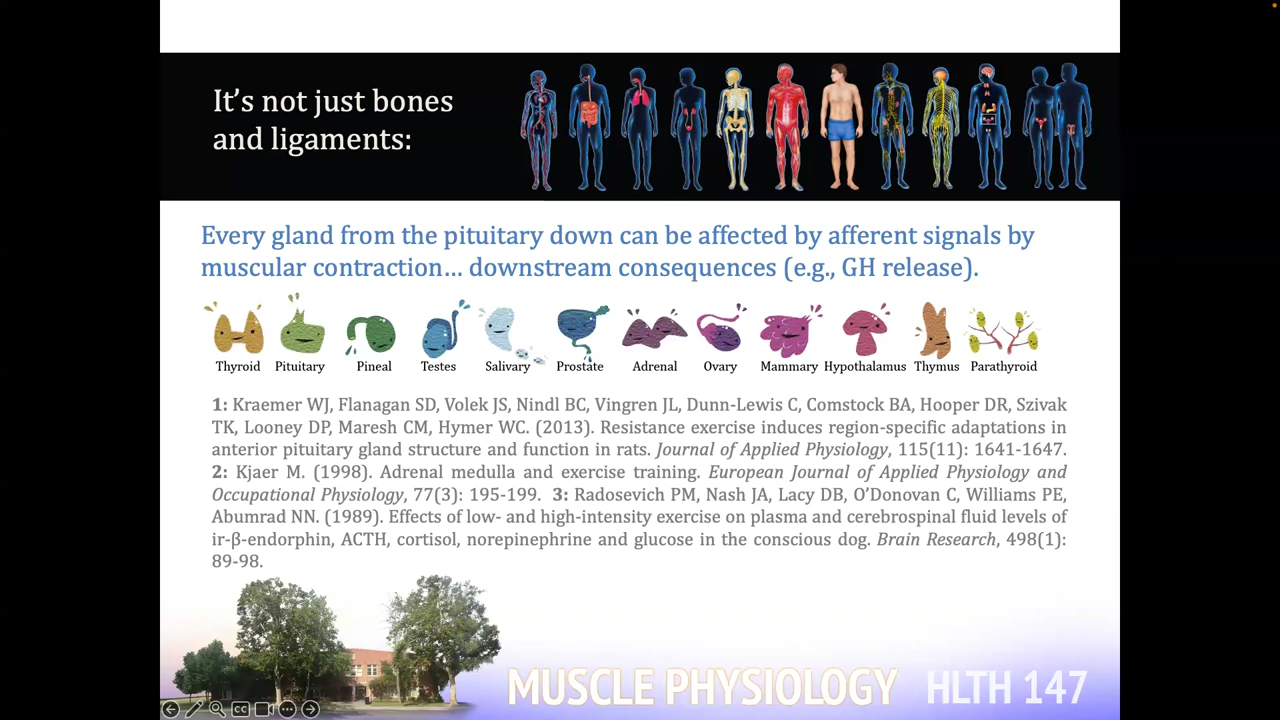 It’s not just bones
and ligaments:
Every gland from the pituitary down can be affected by afferent signals by
muscular contraction… downstream consequences (e.g., GH release).
Thyroid Pituitary Pineal Testes Salivary Prostate Adrenal Ovary Mammary Hypothalamus Thymus Parathyroid
1: Kraemer WJ, Flanagan SD, Volek JS, Nindl BC, Vingren JL, Dunn-Lewis C, Comstock BA, Hooper DR, Szivak
TK, Looney DP, Maresh CM, Hymer WC. (2013). Resistance exercise induces region-specific adaptations in
anterior pituitary gland structure and function in rats. Journal of Applied Physiology, 115(11): 1641-1647.
2: Kjaer M. (1998). Adrenal medulla and exercise training. European Journal of Applied Physiology and
Occupational Physiology, 77(3): 195-199. 3: Radosevich PM, Nash JA, Lacy DB, O’Donovan C, Williams PE,
Abumrad NN. (1989). Effects of low- and high-intensity exercise on plasma and cerebrospinal fluid levels of
ir-β-endorphin, ACTH, cortisol, norepinephrine and glucose in the conscious dog. Brain Research, 498(1):
89-98.
MUSCLE PHYSIOLOGY HLTH 147
CC